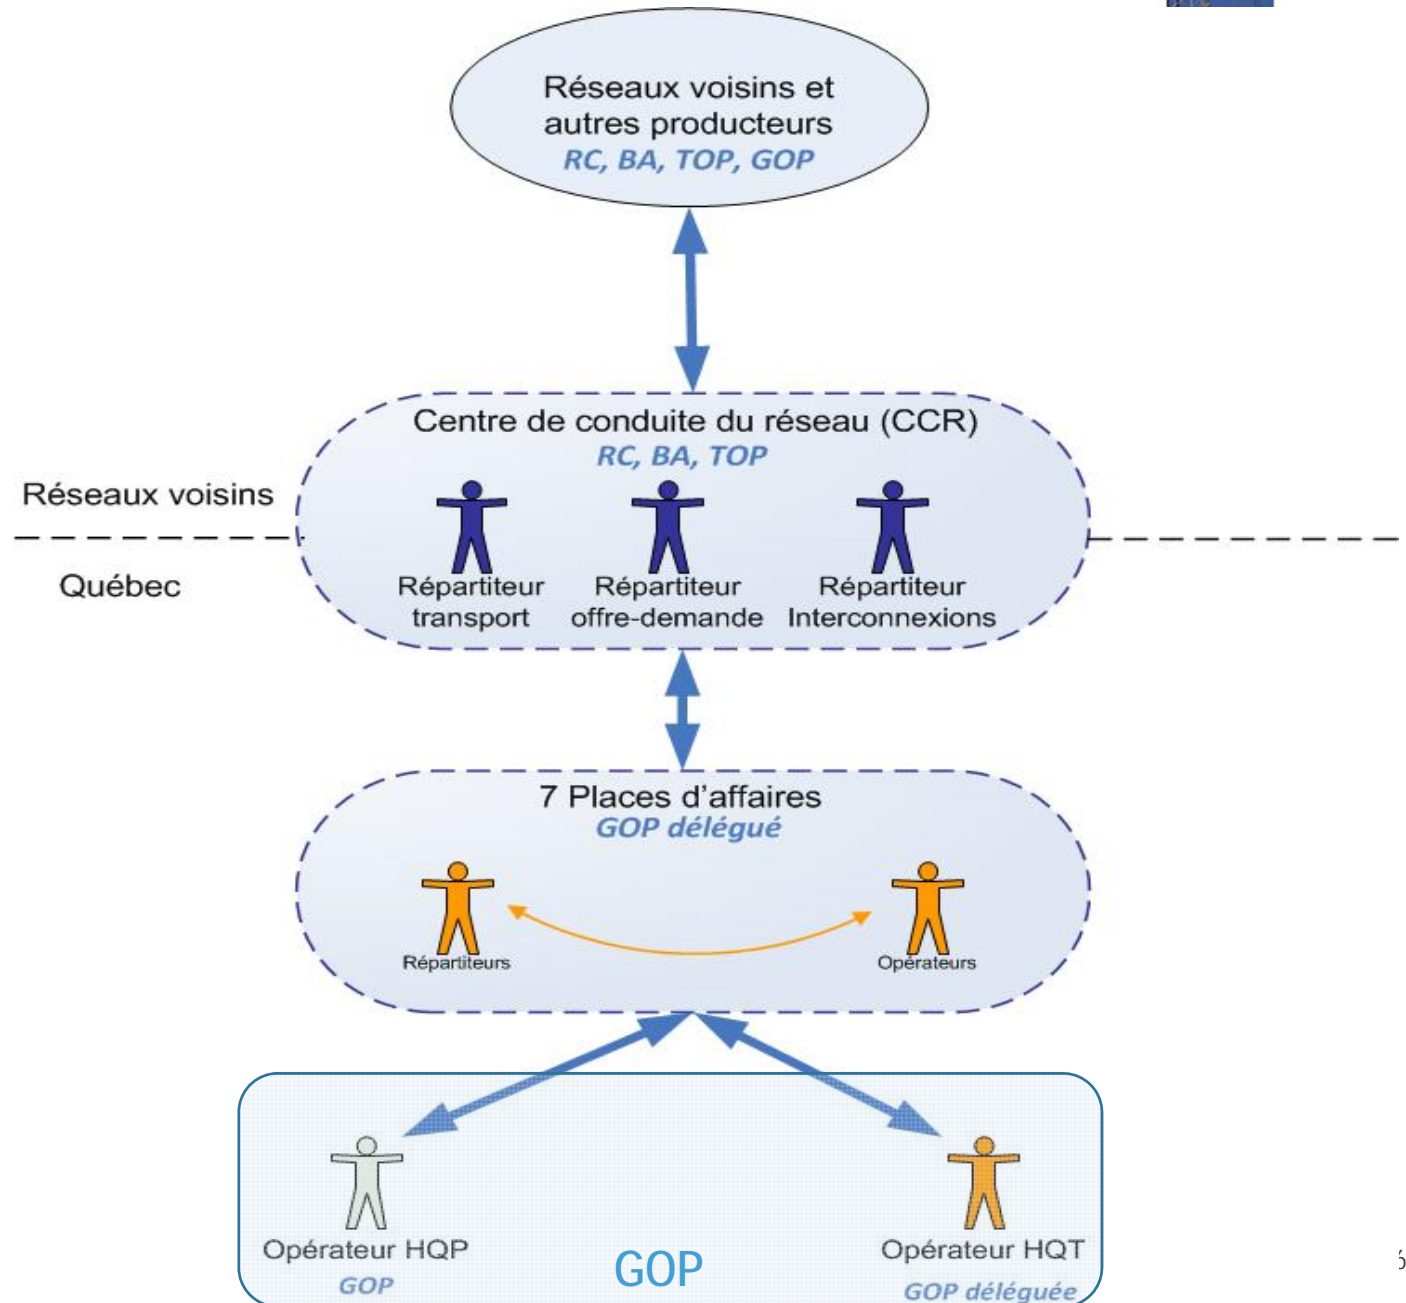 Réseaux voisins et
autres producteurs
RC, BA, TOP, GOP
Centre de conduite du réseau (CCR)
RC, BA, TOP
Réseaux voisins
Québec
Répartiteur
transport
Répartiteur
offre-demande
Répartiteur
Interconnexions
7 Places d'affaires
GOP délégué
Répartiteurs
Opérateurs
Opérateur HQP
GOP
GOP
Opérateur HQT
GOP déléguée